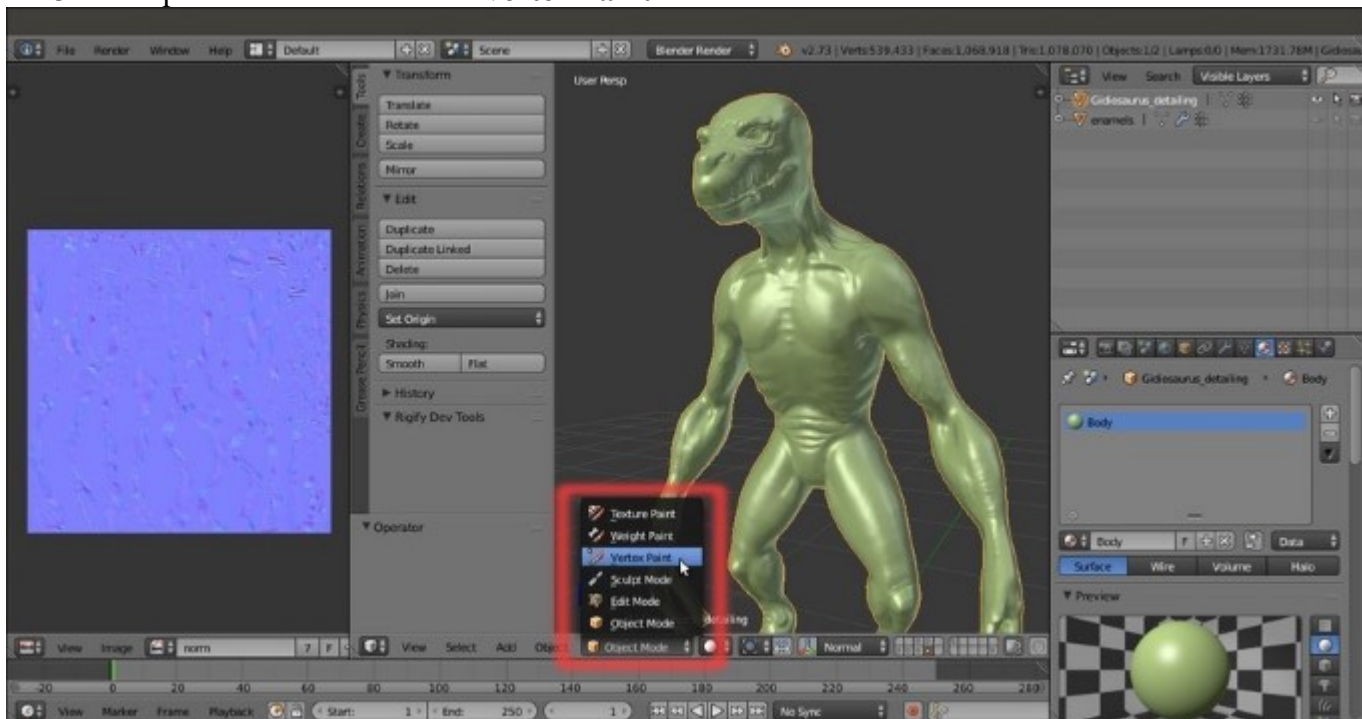 File Render Window Help Default Scene Blender Render v2.73 | Verts:539,433 | Faces:1,068,918 | Tris:1,078,070 | Objects:1/2 | Lamps:0/0 | Mem:1731.78M |
Tools
Create
Relations
Animation
Physics
Grease Pencil
Transform
Translate
Rotate
Scale
Mirror
Edit
Duplicate
Duplicate Linked
Delete
Join
Set Origin
Shading:
Smooth Flat
History
Rigify Dev Tools
Operator
User Persp
Texture Paint
Weight Paint
Vertex Paint
Sculpt Mode
Edit Mode
Object Mode
detailing
View Image norm 7 F
View Select Add Object Mode Normal
View Search Visible Layers
Gidiosaurus_detailing
enamels
Gidiosaurus_detailing Body
Body
Body F Data
Surface Wire Volume Halo
Preview
-20 0 20 40 60 80 100 120 140 160 180 200 220 240 260 280
View Marker Frame Playback Start: 1 End: 250 1 No Sync